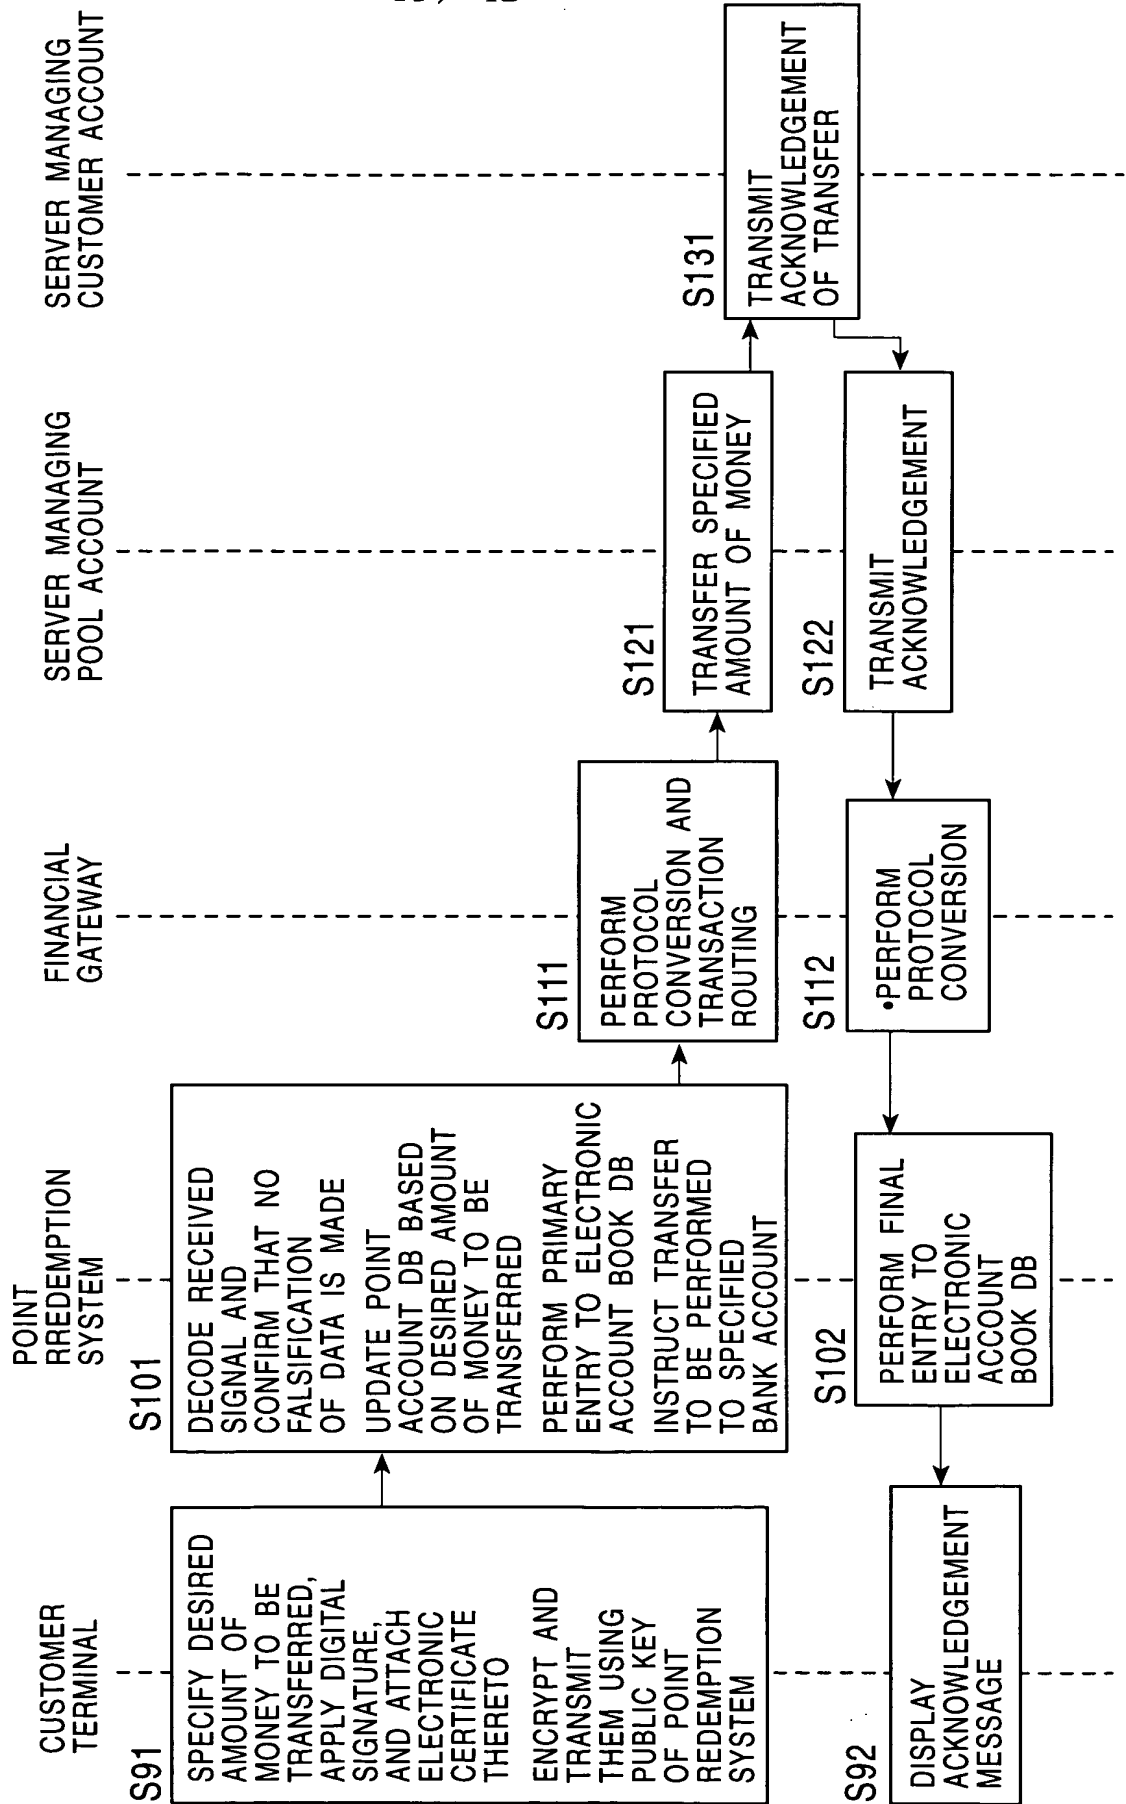 CUSTOMER
TERMINAL
POINT
RREDEMPTION
SYSTEM
FINANCIAL
GATEWAY
SERVER MANAGING
POOL ACCOUNT
SERVER MANAGING
CUSTOMER ACCOUNT
S91
SPECIFY DESIRED
AMOUNT OF
MONEY TO BE
TRANSFERRED,
APPLY DIGITAL
SIGNATURE,
AND ATTACH
ELECTRONIC
CERTIFICATE
THERETO
ENCRYPT AND
TRANSMIT
THEM USING
PUBLIC KEY
OF POINT
REDEMPTION
SYSTEM
S101
DECODE RECEIVED
SIGNAL AND
CONFIRM THAT NO
FALSIFICATION
OF DATA IS MADE
UPDATE POINT
ACCOUNT DB BASED
ON DESIRED AMOUNT
OF MONEY TO BE
TRANSFERRED
PERFORM PRIMARY
ENTRY TO ELECTRONIC
ACCOUNT BOOK DB
INSTRUCT TRANSFER
TO BE PERFORMED
TO SPECIFIED
BANK ACCOUNT
S111
PERFORM
PROTOCOL
CONVERSION AND
TRANSACTION
ROUTING
S121
TRANSFER SPECIFIED
AMOUNT OF MONEY
S131
TRANSMIT
ACKNOWLEDGEMENT
OF TRANSFER
S122
TRANSMIT
ACKNOWLEDGEMENT
S112
•PERFORM
PROTOCOL
CONVERSION
S102
PERFORM FINAL
ENTRY TO
ELECTRONIC
ACCOUNT
BOOK DB
S92
DISPLAY
ACKNOWLEDGEMENT
MESSAGE